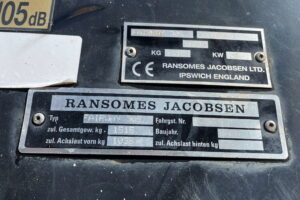 105dB
KG KW
CE RANSOMES JACOBSEN LTD.
IPSWICH ENGLAND
RANSOMES JACOBSEN
Typ Fahrgst. Nr.
zul. Gesamtgew. kg Baujahr
zul. Achslast vorn kg zul. Achslast hinten kg